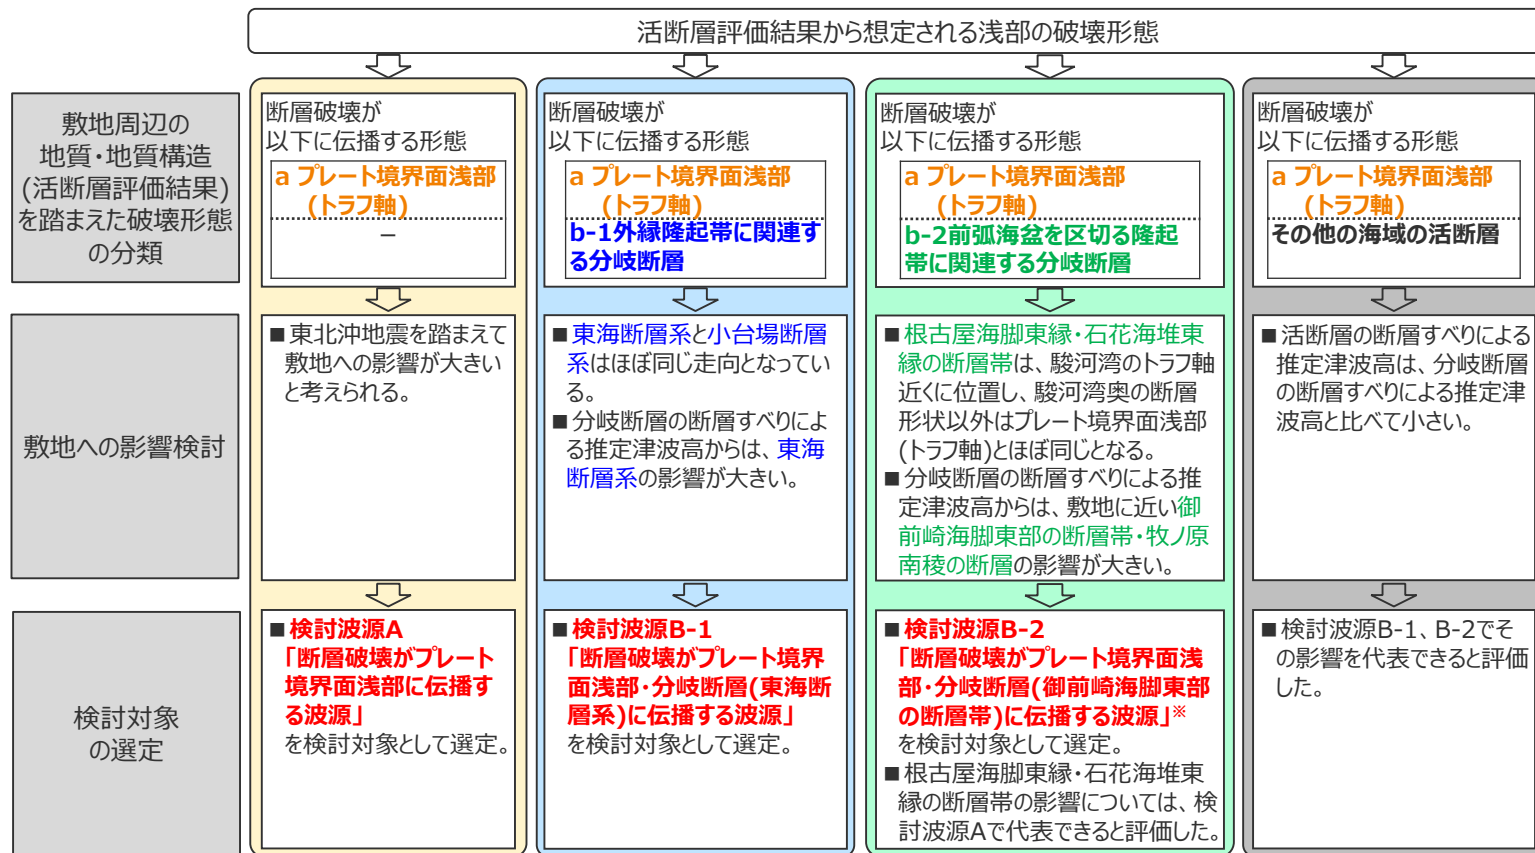 活断層評価結果から想定される浅部の破壊形態
敷地周辺の
地質・地質構造
(活断層評価結果)
を踏まえた破壊形態
の分類
断層破壊が
以下に伝播する形態
a プレート境界面浅部
(トラフ軸)
－
断層破壊が
以下に伝播する形態
a プレート境界面浅部
(トラフ軸)
b-1外縁隆起帯に関連す
る分岐断層
断層破壊が
以下に伝播する形態
a プレート境界面浅部
(トラフ軸)
b-2前弧海盆を区切る隆起
帯に関連する分岐断層
断層破壊が
以下に伝播する形態
a プレート境界面浅部
(トラフ軸)
その他の海域の活断層
敷地への影響検討
■東北沖地震を踏まえて
敷地への影響が大きい
と考えられる。
■東海断層系と小台場断層
系はほぼ同じ走向となってい
る。
■分岐断層の断層すべりによ
る推定津波高からは、東海
断層系の影響が大きい。
■根古屋海脚東縁・石花海堆東
縁の断層帯は、駿河湾のトラフ軸
近くに位置し、駿河湾奥の断層
形状以外はプレート境界面浅部
(トラフ軸)とほぼ同じとなる。
■分岐断層の断層すべりによる推
定津波高からは、敷地に近い御
前崎海脚東部の断層帯・牧ノ原
南稜の断層の影響が大きい。
■活断層の断層すべりによる
推定津波高は、分岐断層
の断層すべりによる推定津
波高と比べて小さい。
検討対象
の選定
■検討波源A
「断層破壊がプレート
境界面浅部に伝播す
る波源」
を検討対象として選定。
■検討波源B-1
「断層破壊がプレート境界
面浅部・分岐断層(東海断
層系)に伝播する波源」
を検討対象として選定。
■検討波源B-2
「断層破壊がプレート境界面浅
部・分岐断層(御前崎海脚東部
の断層帯)に伝播する波源」※
を検討対象として選定。
■根古屋海脚東縁・石花海堆東
縁の断層帯の影響については、検
討波源Aで代表できると評価した。
■検討波源B-1、B-2でそ
の影響を代表できると評価
した。